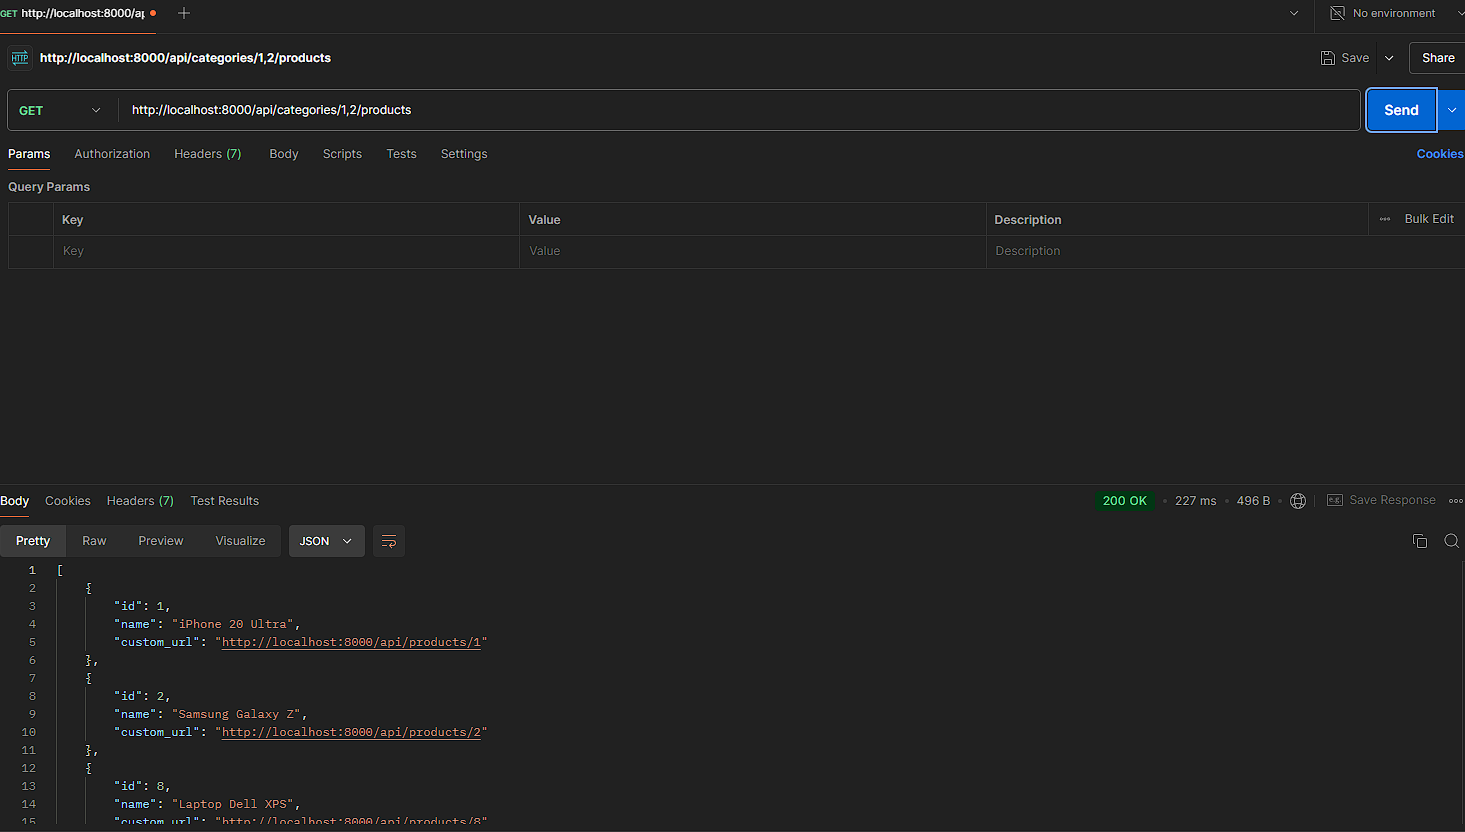 GET http://localhost:8000/ap
No environment
HTTP http://localhost:8000/api/categories/1,2/products
Save
Share
GET
http://localhost:8000/api/categories/1,2/products
Send
Params Authorization Headers (7) Body Scripts Tests Settings
Cookies
Query Params
Key Value Description ••• Bulk Edit
Key Value Description
Body Cookies Headers (7) Test Results
200 OK • 227 ms • 496 B •
e.g. Save Response •••
Pretty Raw Preview Visualize JSON
1 [
2 {
3 "id": 1,
4 "name": "iPhone 20 Ultra",
5 "custom_url": "http://localhost:8000/api/products/1"
6 },
7 {
8 "id": 2,
9 "name": "Samsung Galaxy Z",
10 "custom_url": "http://localhost:8000/api/products/2"
11 },
12 {
13 "id": 8,
14 "name": "Laptop Dell XPS",
15 "custom_url": "http://localhost:8000/api/products/8"